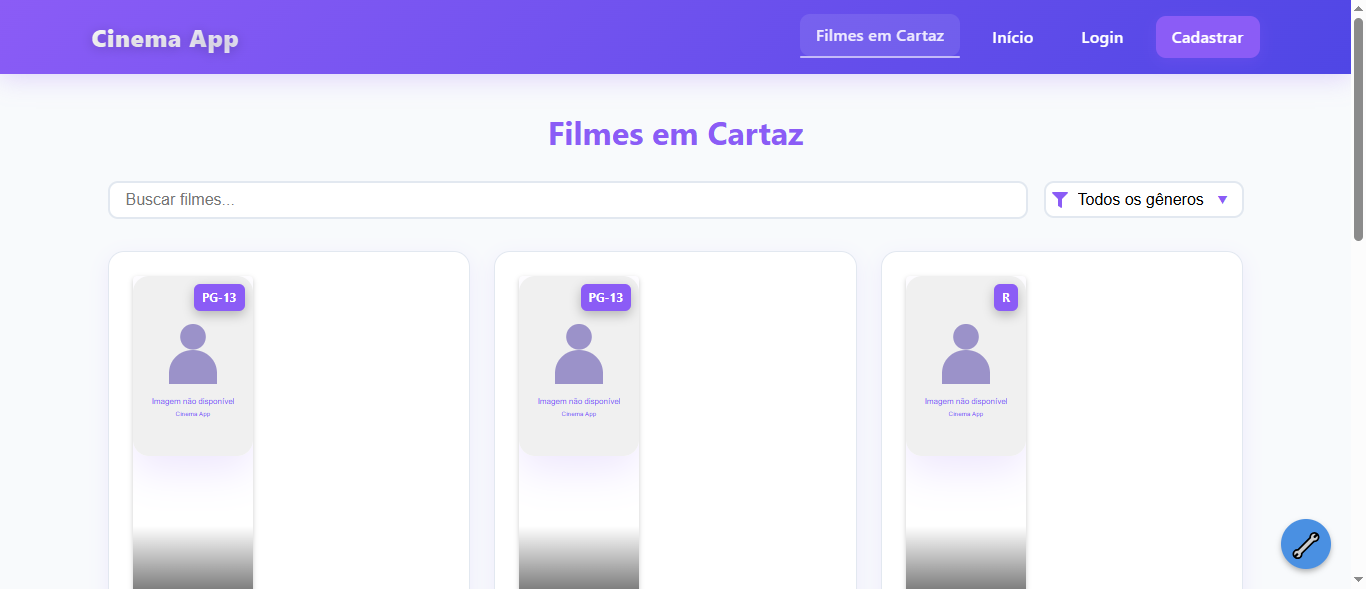 Cinema App
Filmes em Cartaz
Início
Login
Cadastrar
Filmes em Cartaz
Buscar filmes...
Todos os gêneros
PG-13
Imagem não disponível
Cinema App
PG-13
Imagem não disponível
Cinema App
R
Imagem não disponível
Cinema App